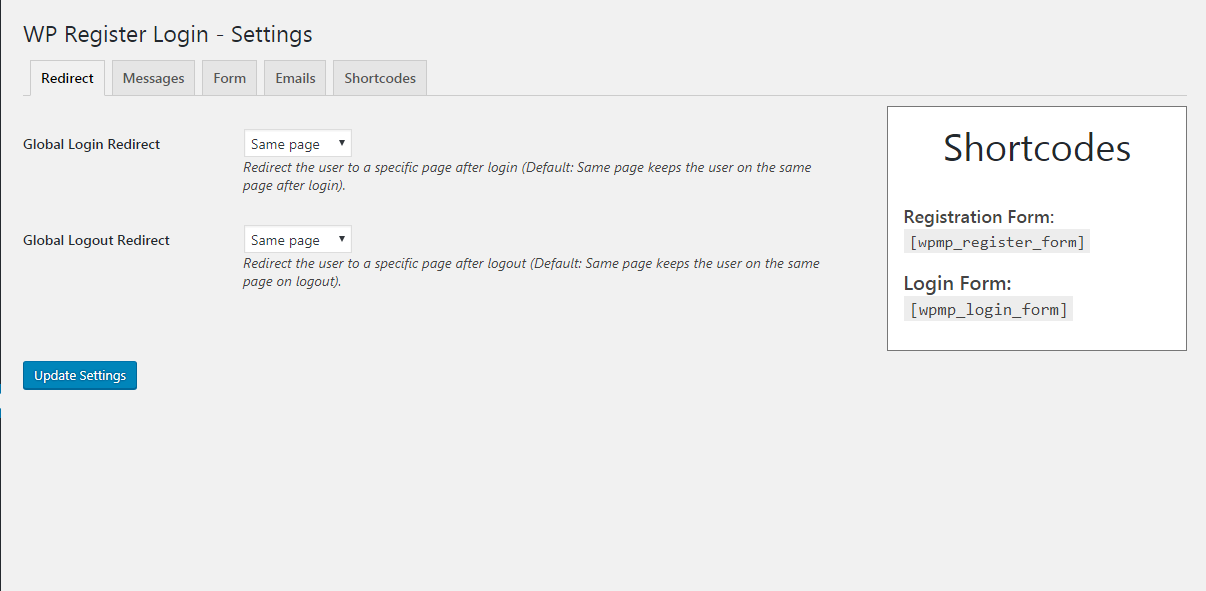 WP Register Login - Settings
Redirect
Messages
Form
Emails
Shortcodes
Global Login Redirect
Same page
Redirect the user to a specific page after login (Default: Same page keeps the user on the same
page after login).
Global Logout Redirect
Same page
Redirect the user to a specific page after logout (Default: Same page keeps the user on the same
page on logout).
Update Settings
Shortcodes
Registration Form:
[wpmp_register_form]
Login Form:
[wpmp_login_form]